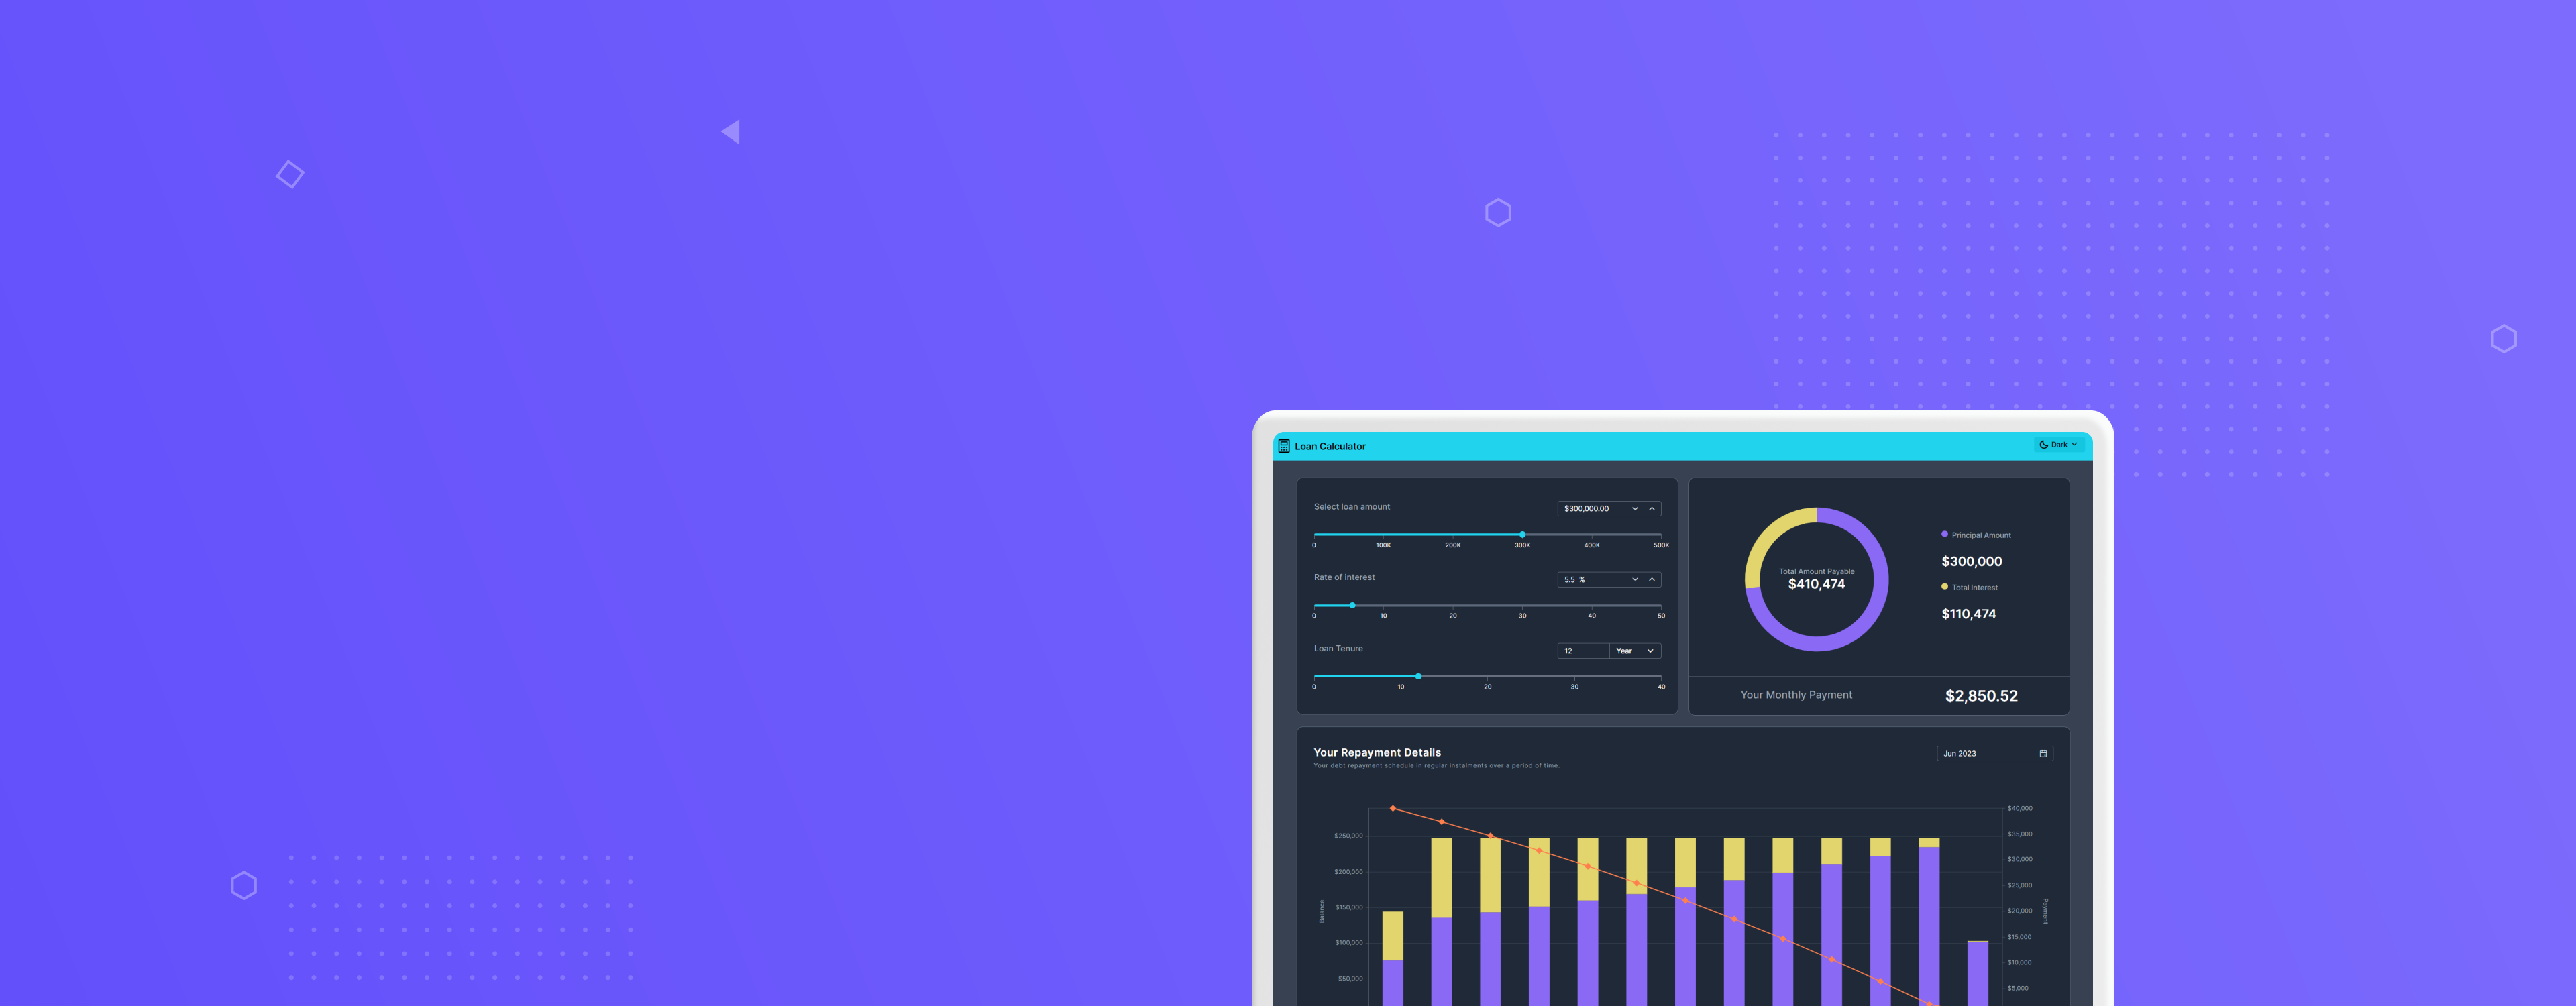 Loan Calculator
Dark
Select loan amount
$300,000.00
0 100K 200K 300K 400K 500K
Rate of interest
5.5 %
0 10 20 30 40 50
Loan Tenure
12 Year
0 10 20 30 40
Total Amount Payable
$410,474
Principal Amount
$300,000
Total Interest
$110,474
Your Monthly Payment
$2,850.52
Your Repayment Details
Your debt repayment schedule in regular instalments over a period of time.
Jun 2023
Balance
$250,000
$200,000
$150,000
$100,000
$50,000
$40,000
$35,000
$30,000
$25,000
$20,000
$15,000
$10,000
$5,000
Payment